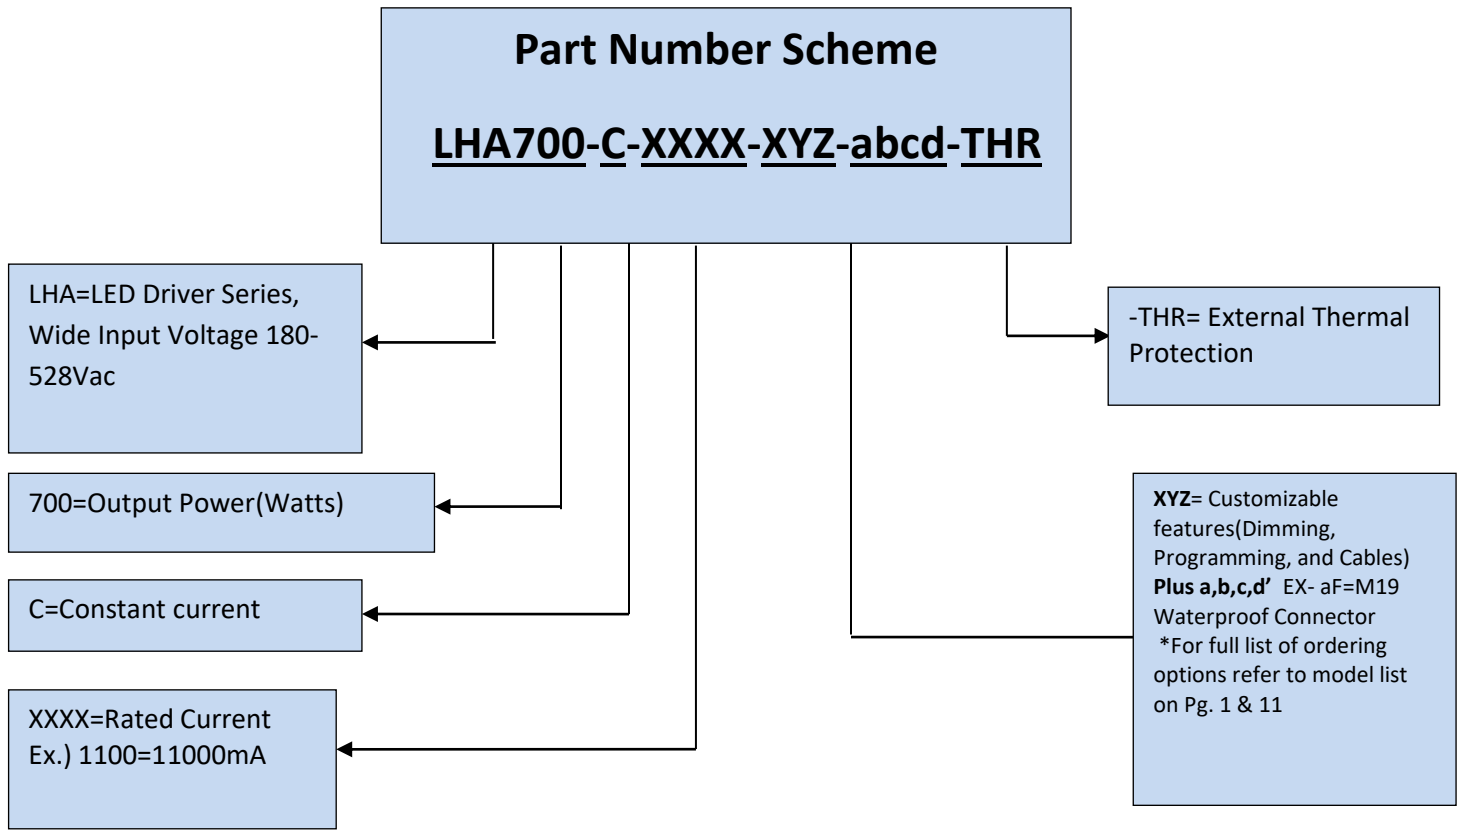 Part Number Scheme
LHA700-C-XXXX-XYZ-abcd-THR
LHA=LED Driver Series,
Wide Input Voltage 180-
528Vac
700=Output Power(Watts)
C=Constant current
XXXX=Rated Current
Ex.) 1100=11000mA
-THR= External Thermal
Protection
XYZ= Customizable
features(Dimming,
Programming, and Cables)
Plus a,b,c,d’ EX- aF=M19
Waterproof Connector
*For full list of ordering
options refer to model list
on Pg. 1 & 11